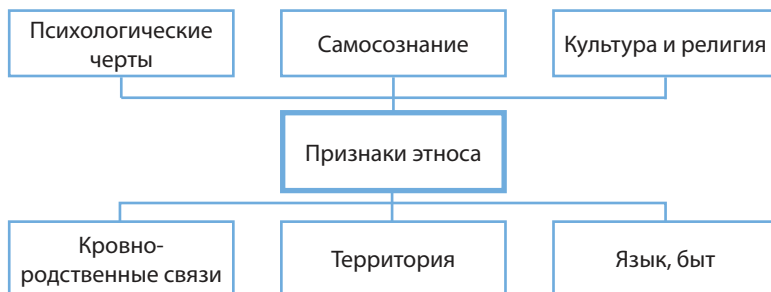 Психологические
черты
Самосознание
Культура и религия
Признаки этноса
Кровно-
родственные связи
Территория
Язык, быт